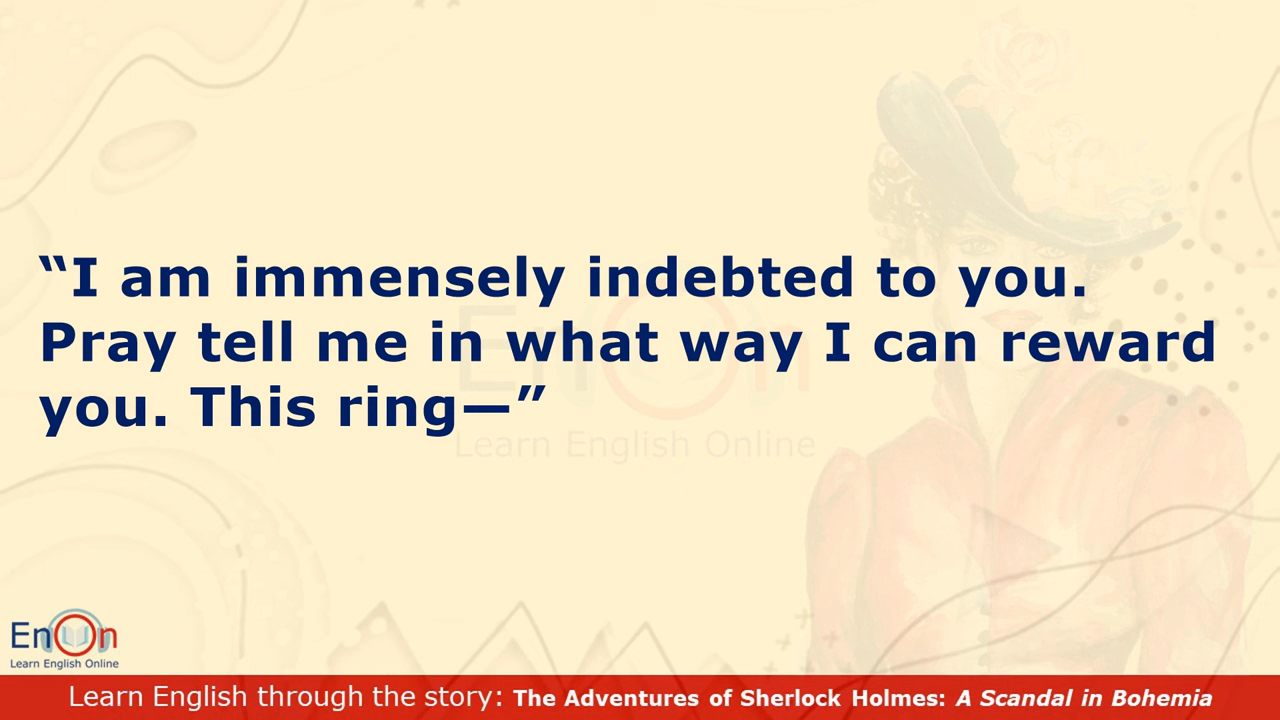 “I am immensely indebted to you.
Pray tell me in what way I can reward
you. This ring—”
EnOn
Learn English Online
EnOn
Learn English Online
Learn English through the story: The Adventures of Sherlock Holmes: A Scandal in Bohemia